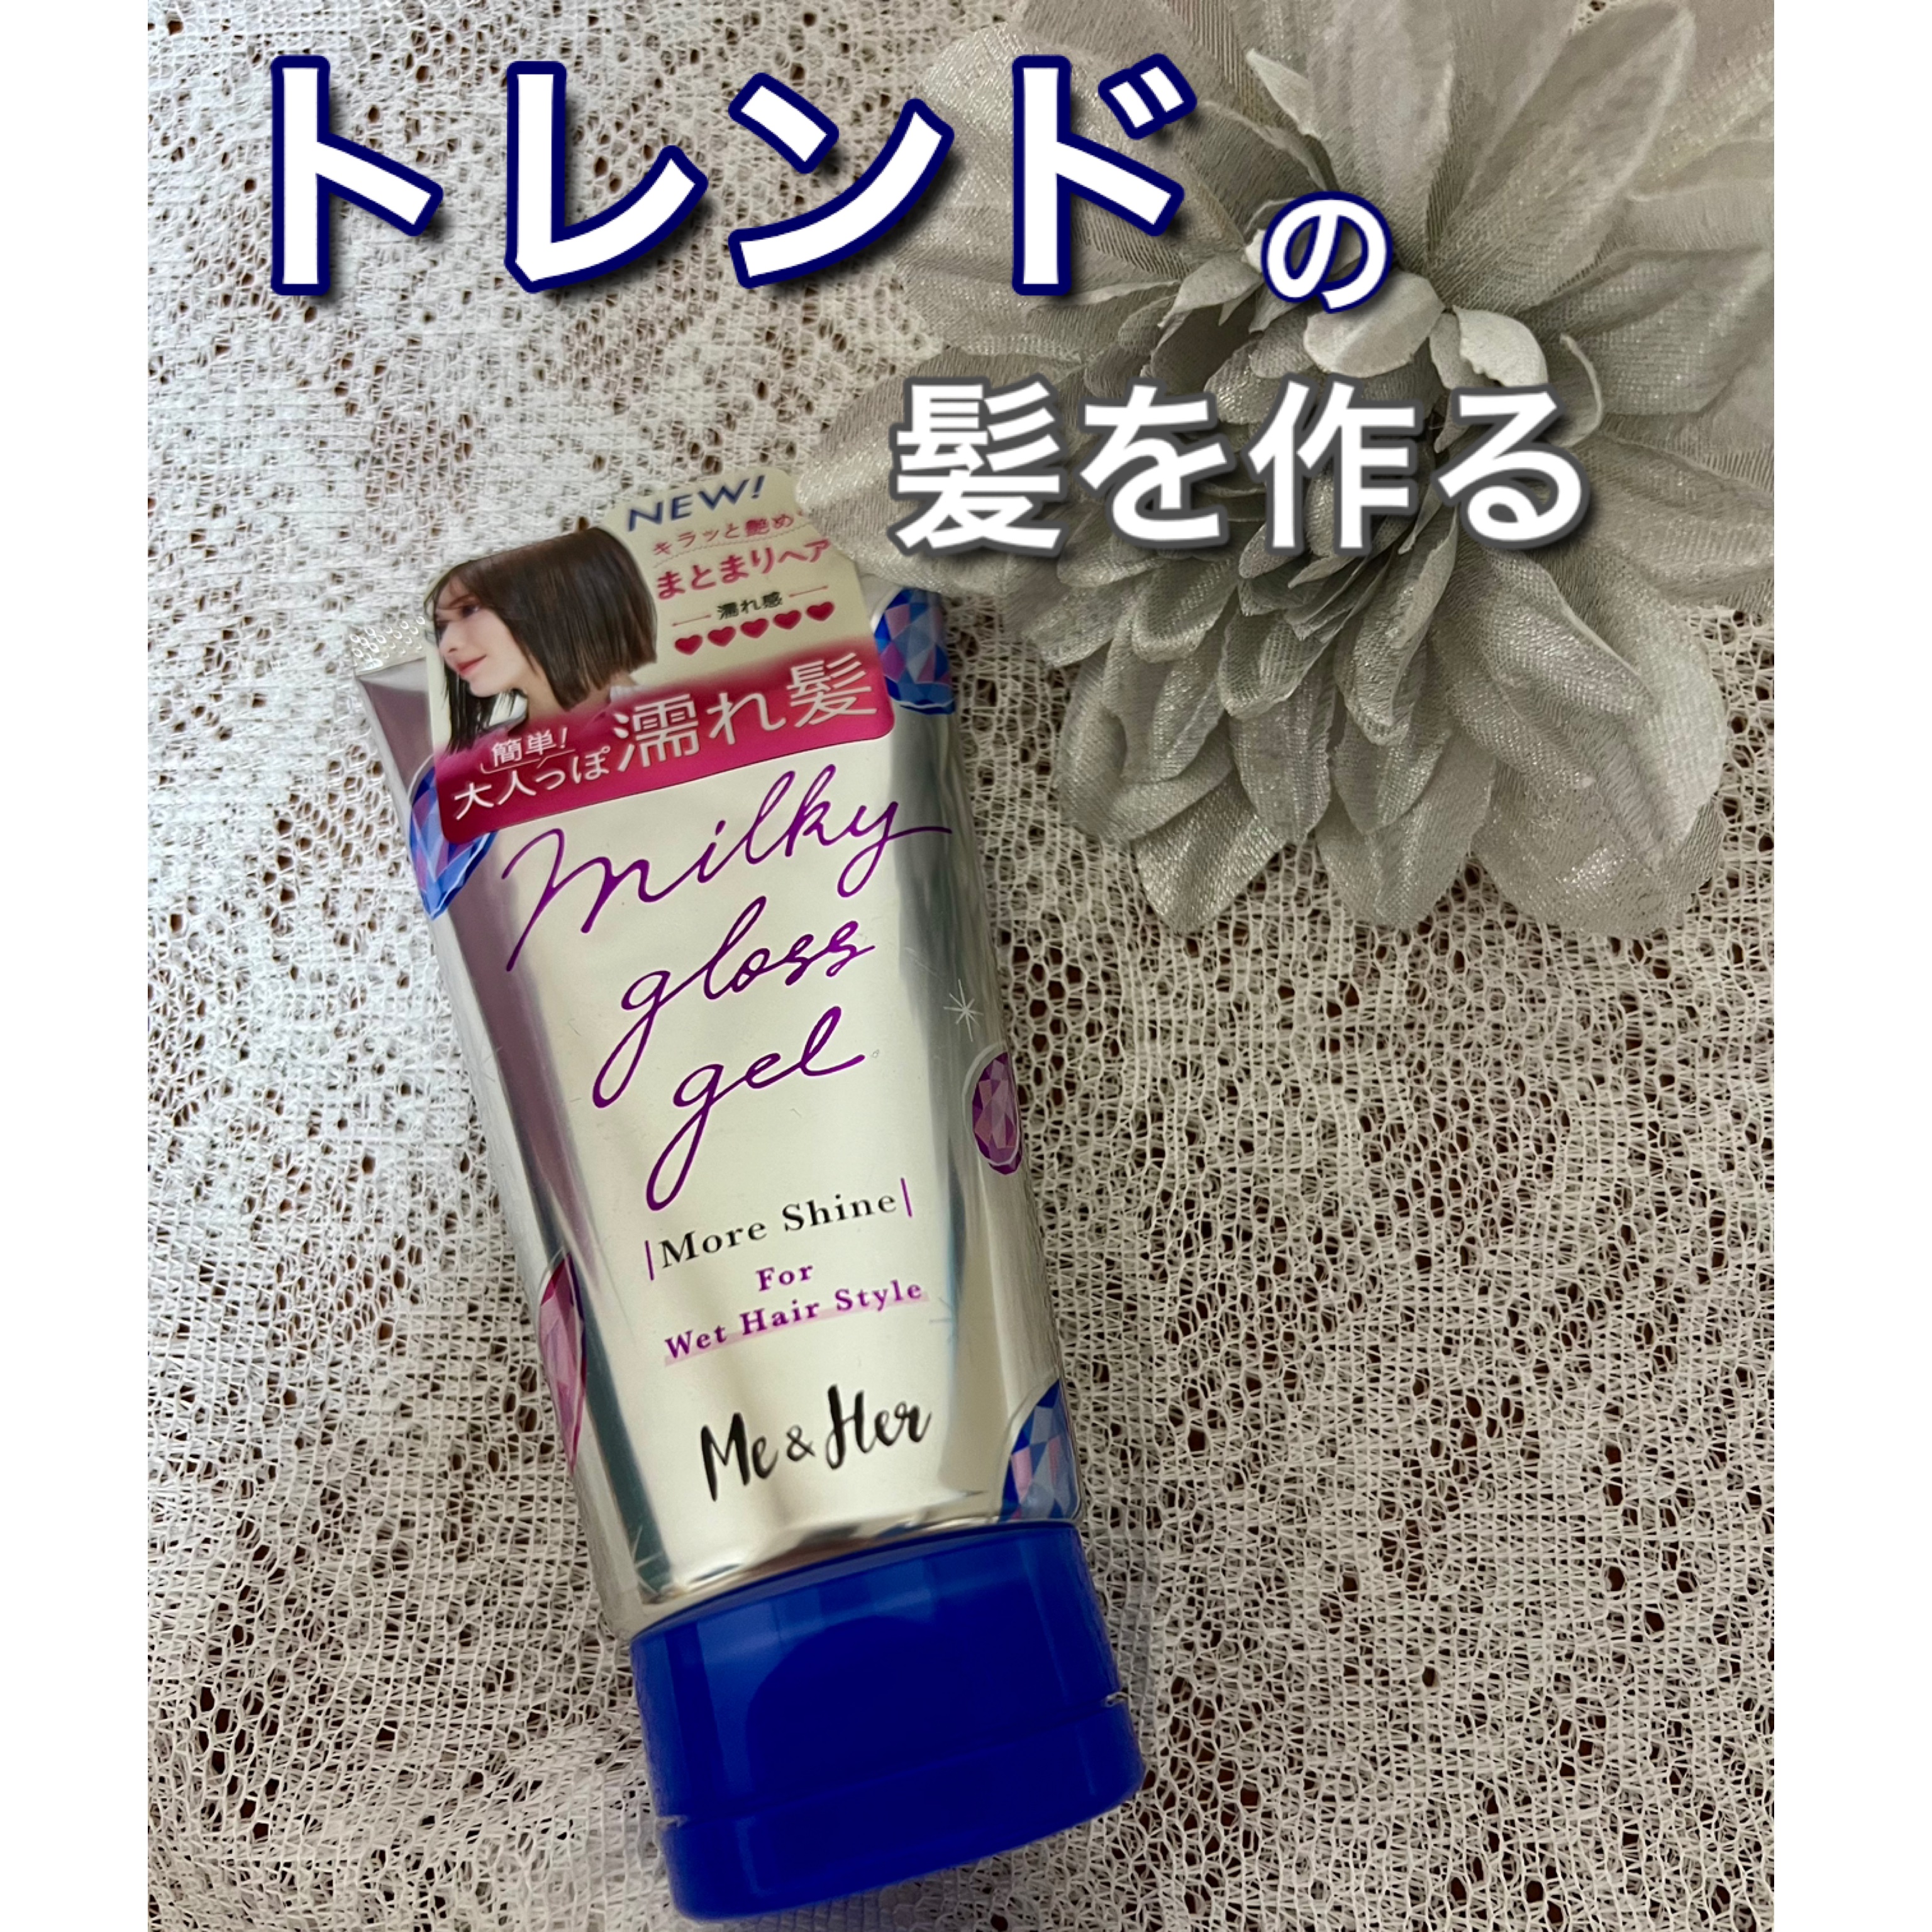 トレンドの
髪を作る
NEW!
キラッと艶め
まとまりヘア
濡れ感
簡単!
大人っぽ濡れ髪
milky
gloss
gel
More Shine
For
Wet Hair Style
Me & Her